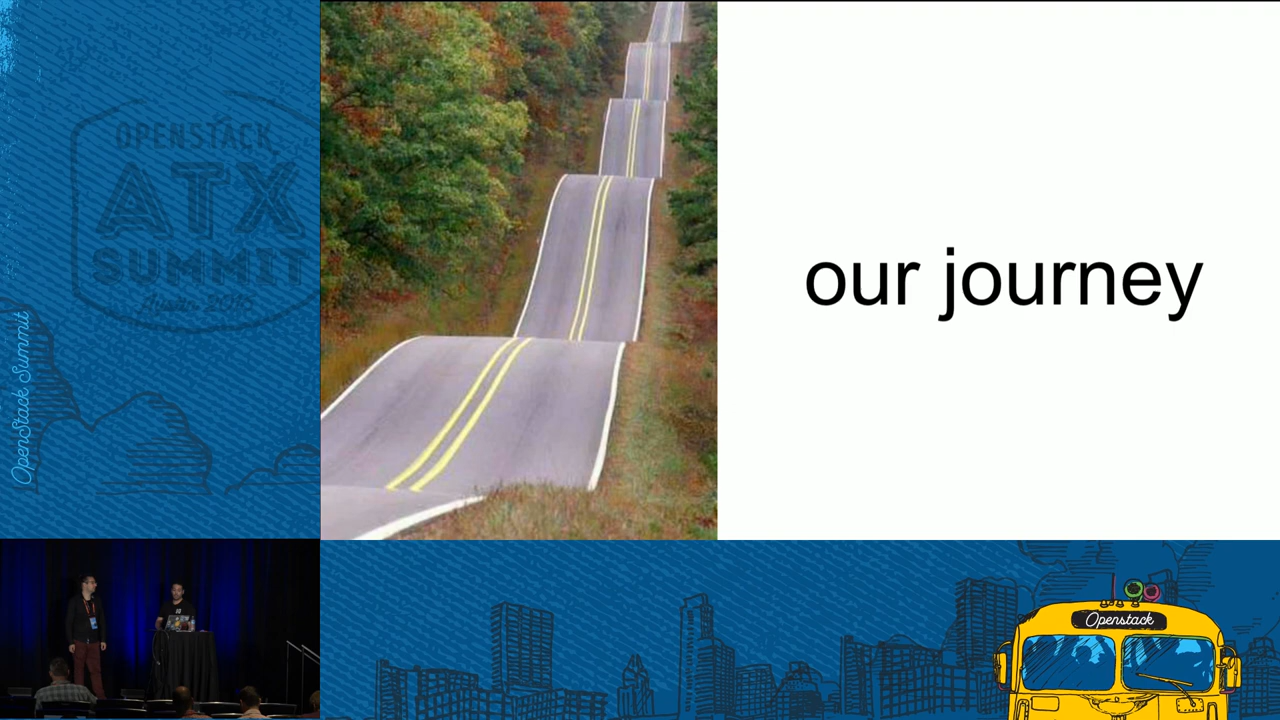 OPENSTACK
ATX
SUMMIT
Austin 2016
OpenStack Summit
our journey
Openstack